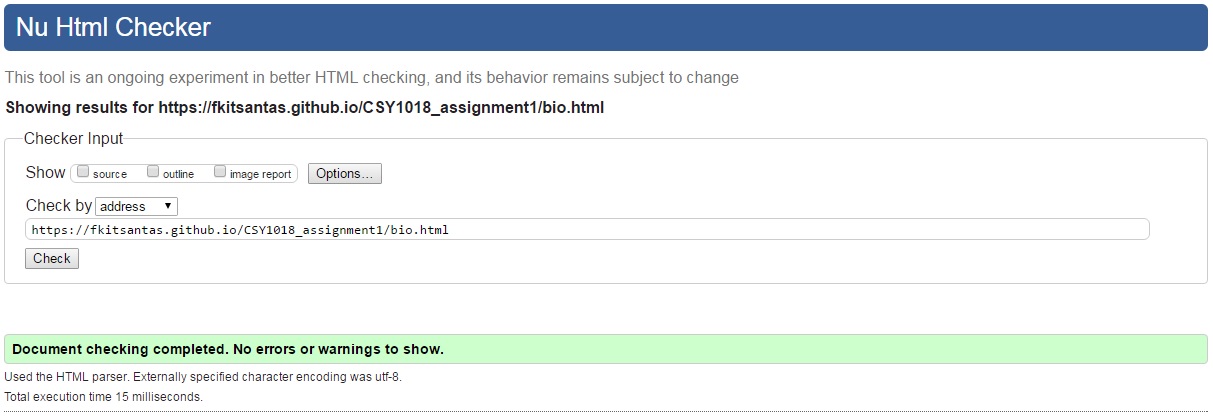 Nu Html Checker
This tool is an ongoing experiment in better HTML checking, and its behavior remains subject to change
Showing results for https://fkitsantas.github.io/CSY1018_assignment1/bio.html
Checker Input
Show source outline image report Options...
Check by address
https://fkitsantas.github.io/CSY1018_assignment1/bio.html
Check
Document checking completed. No errors or warnings to show.
Used the HTML parser. Externally specified character encoding was utf-8.
Total execution time 15 milliseconds.